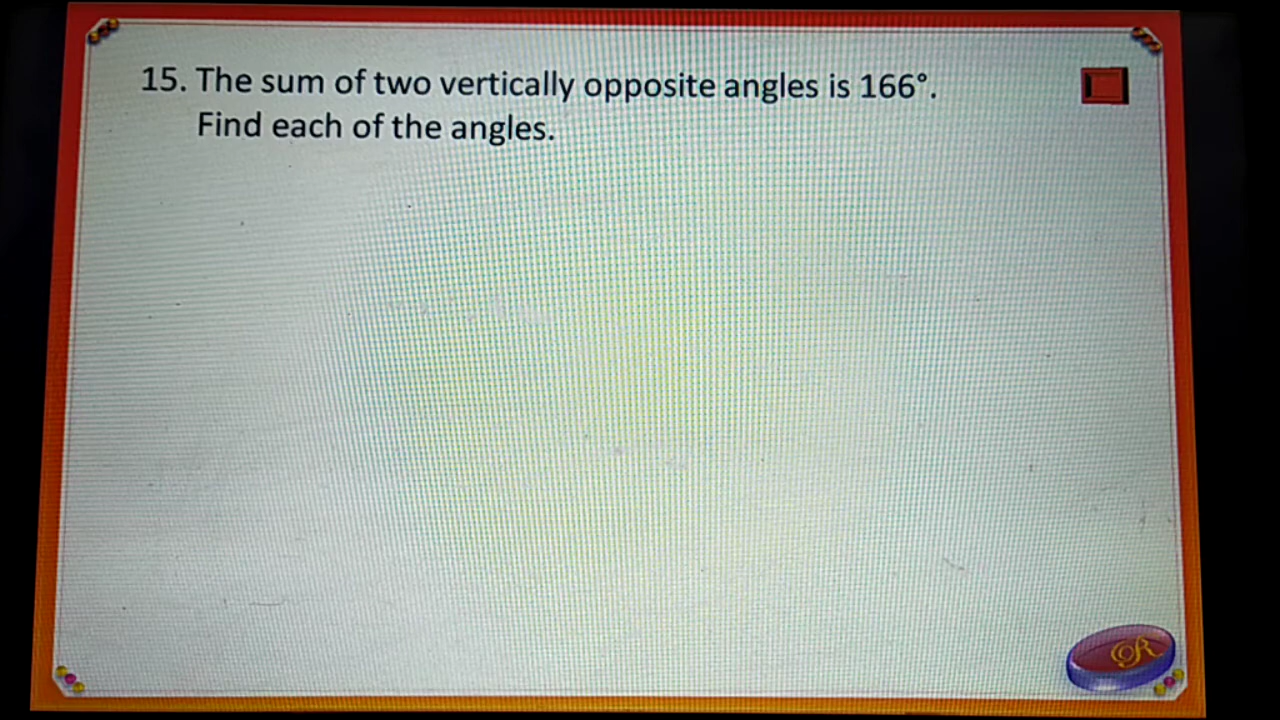 15. The sum of two vertically opposite angles is 166°.
Find each of the angles.
R